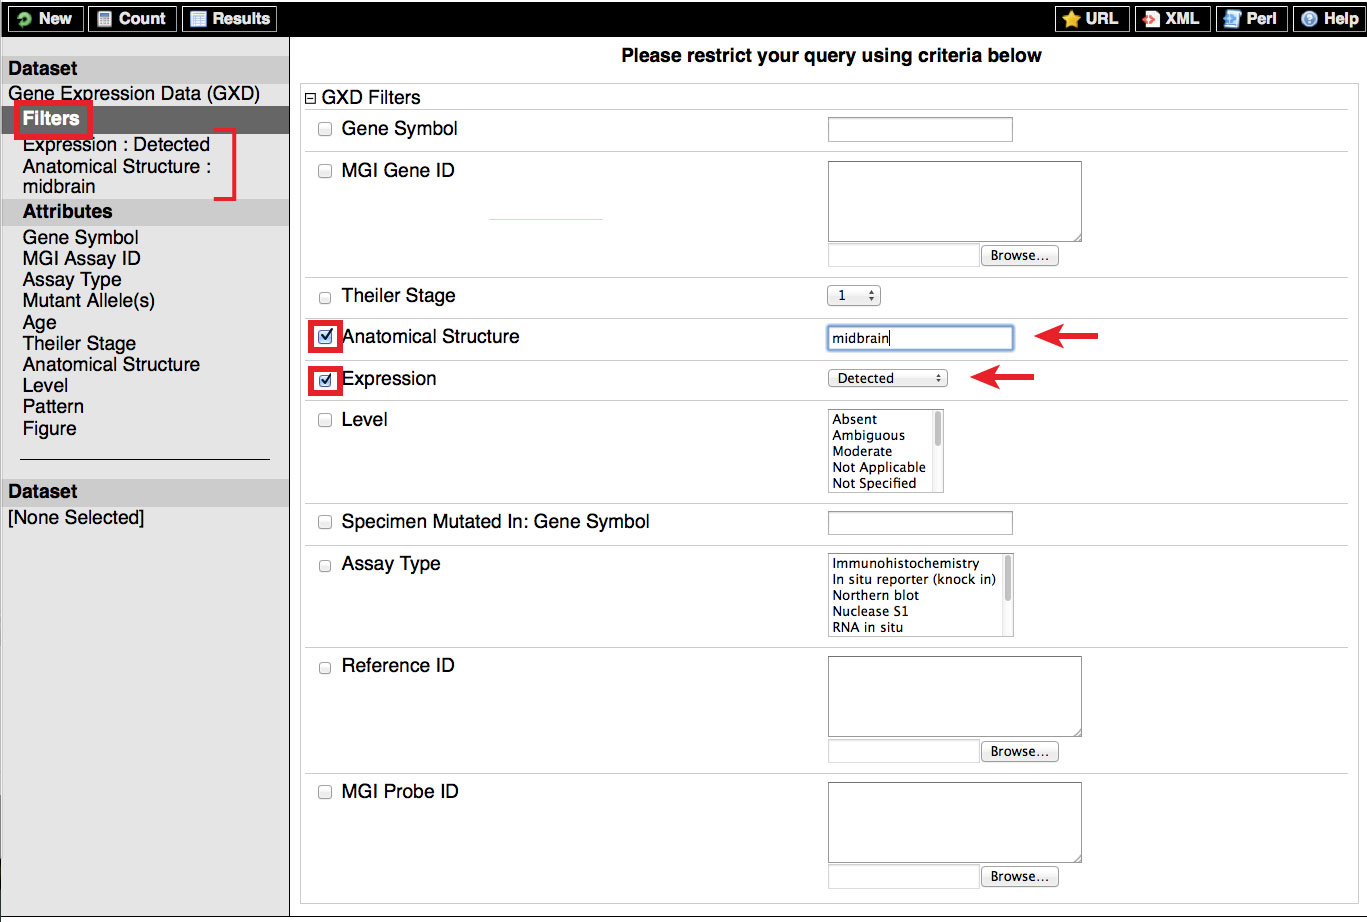 New Count Results URL XML Perl Help
Please restrict your query using criteria below
Dataset
Gene Expression Data (GXD)
Filters
Expression : Detected
Anatomical Structure :
midbrain
Attributes
Gene Symbol
MGI Assay ID
Assay Type
Mutant Allele(s)
Age
Theiler Stage
Anatomical Structure
Level
Pattern
Figure
Dataset
[None Selected]
GXD Filters
Gene Symbol
MGI Gene ID
Browse...
Theiler Stage 1
Anatomical Structure midbrain
Expression Detected
Level
Absent
Ambiguous
Moderate
Not Applicable
Not Specified
Specimen Mutated In: Gene Symbol
Assay Type
Immunohistochemistry
In situ reporter (knock in)
Northern blot
Nuclease S1
RNA in situ
Reference ID
Browse...
MGI Probe ID
Browse...